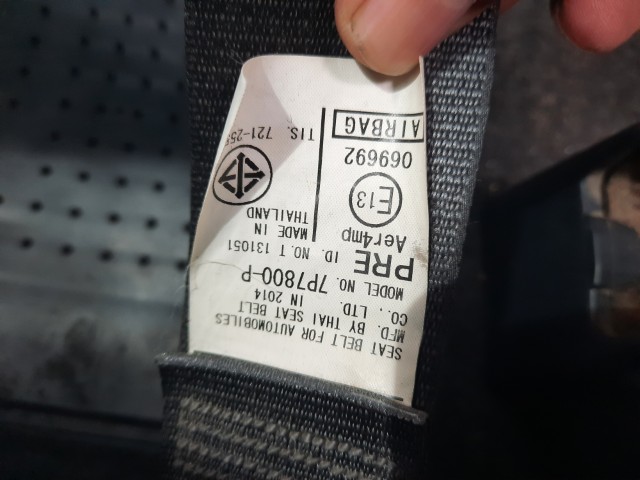 SEAT BELT FOR AUTOMOBILES
MFD. BY THAI SEAT BELT
CO., LTD. IN 2014
MODEL NO. 7P7800-P
PRE ID. NO. T 131051
Aer4mp
MADE IN
THAILAND
E13
069692
TIS. 721-25
AIRBAG